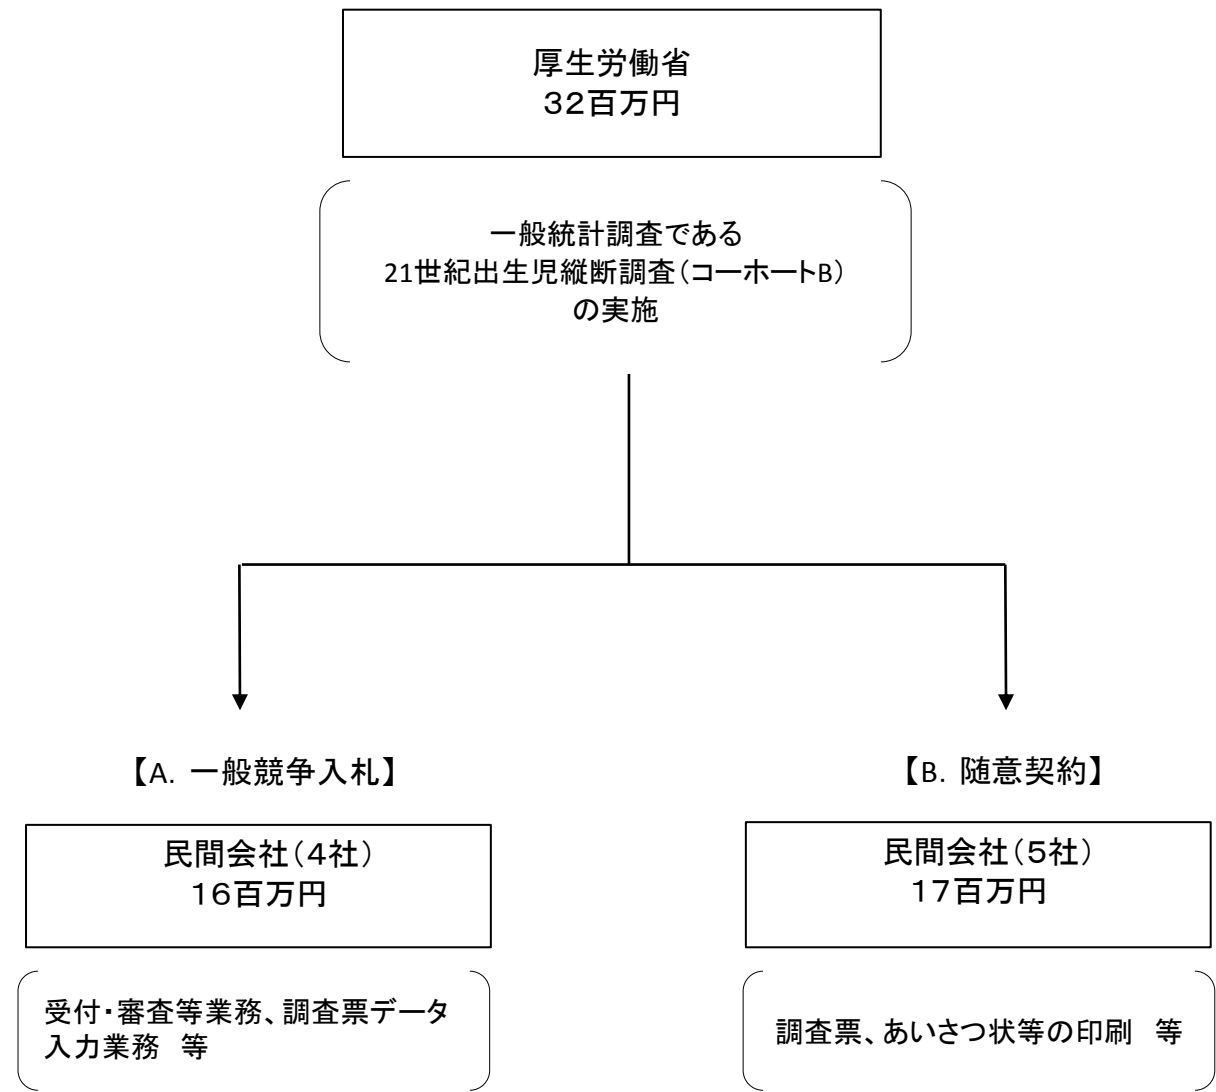 厚生労働省
３２百万円
一般統計調査である
21世紀出生児縦断調査（コーホートB）
の実施
【A．一般競争入札】
民間会社（４社）
１６百万円
受付・審査等業務、調査票データ
入力業務　等
【B．随意契約】
民間会社（５社）
１７百万円
調査票、あいさつ状等の印刷　等